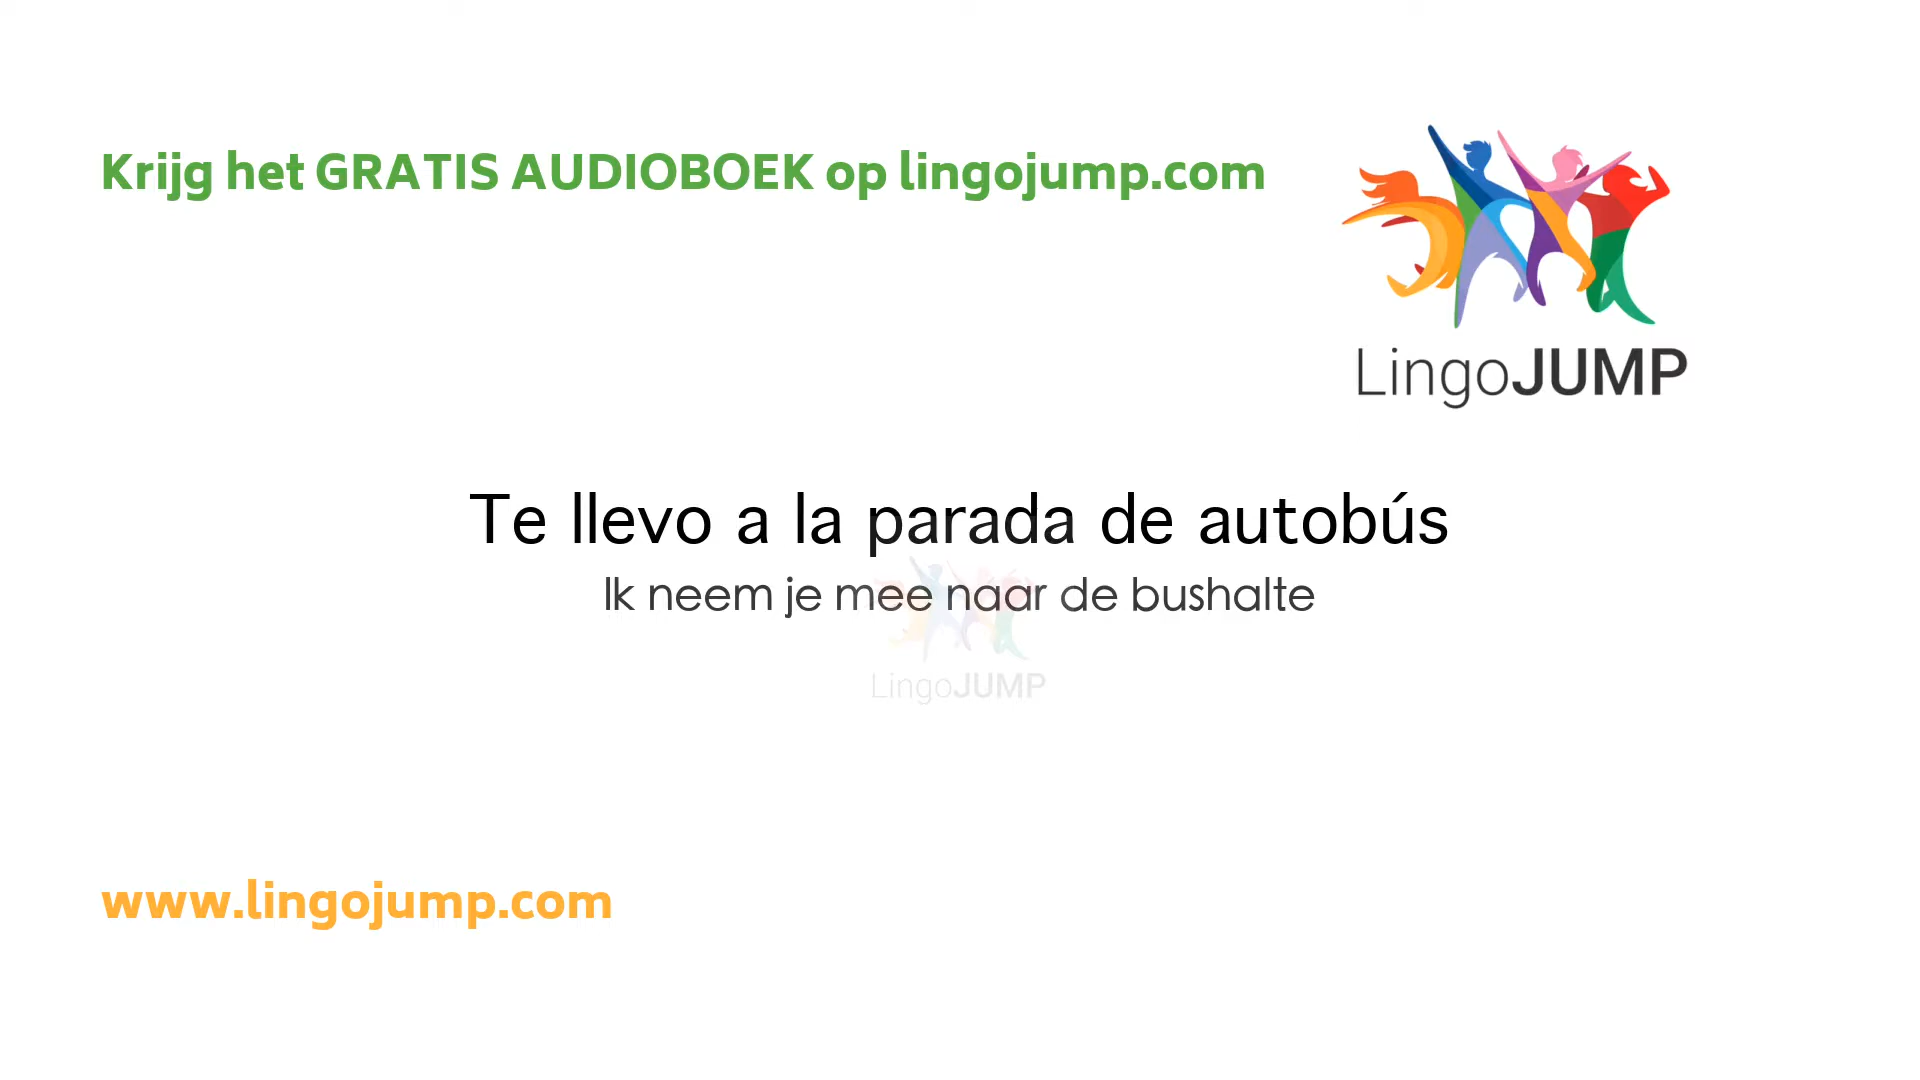 Krijg het GRATIS AUDIOBOEK op lingojump.com
LingoJUMP
Te llevo a la parada de autobús
Ik neem je mee naar de bushalte
LingoJUMP
www.lingojump.com